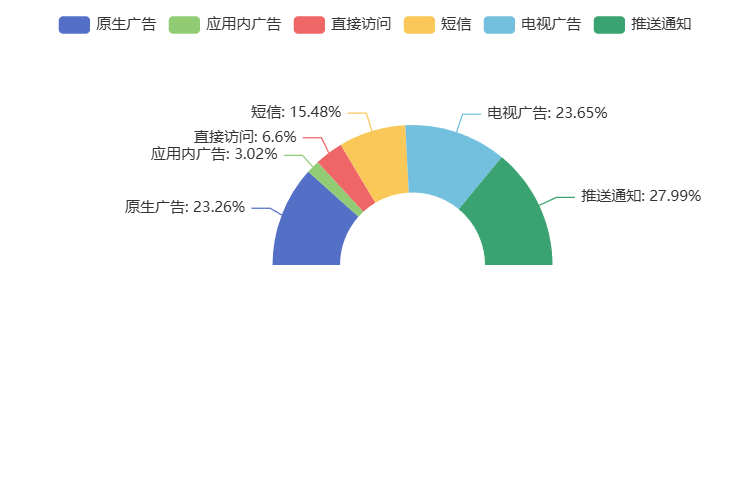 原生广告 应用内广告 直接访问 短信 电视广告 推送通知
短信: 15.48%
电视广告: 23.65%
直接访问: 6.6%
应用内广告: 3.02%
推送通知: 27.99%
原生广告: 23.26%